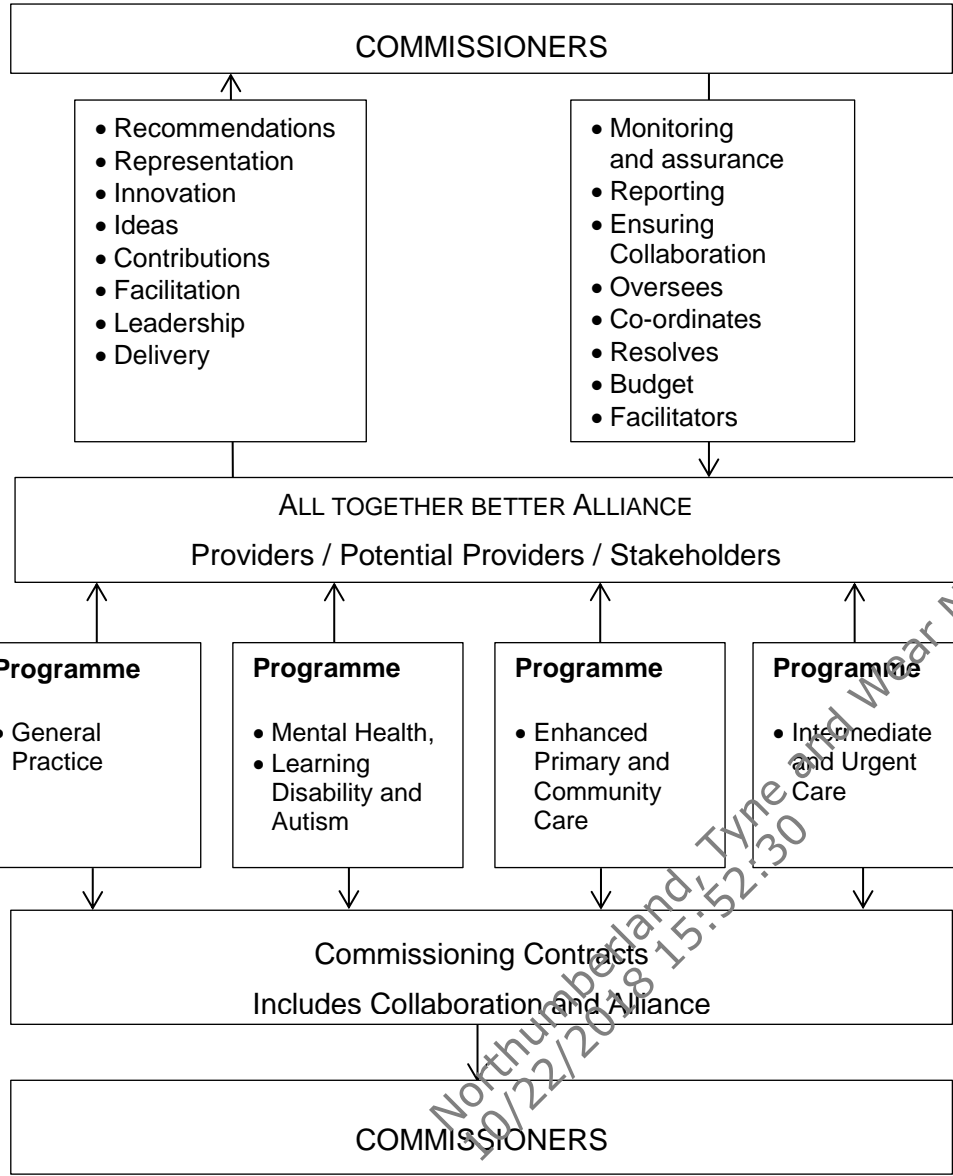 COMMISSIONERS
• Recommendations
• Representation
• Innovation
• Ideas
• Contributions
• Facilitation
• Leadership
• Delivery
• Monitoring
and assurance
• Reporting
• Ensuring
Collaboration
• Oversees
• Co-ordinates
• Resolves
• Budget
• Facilitators
ALL TOGETHER BETTER ALLIANCE
Providers / Potential Providers / Stakeholders
Programme
• General
Practice
Programme
• Mental Health,
• Learning
Disability and
Autism
Programme
• Enhanced
Primary and
Community
Care
Programme
• Intermediate
and Urgent
Care
Commissioning Contracts
Includes Collaboration and Alliance
COMMISSIONERS
Northumberland, Tyne and Wear
10/22/2018 15:52:30